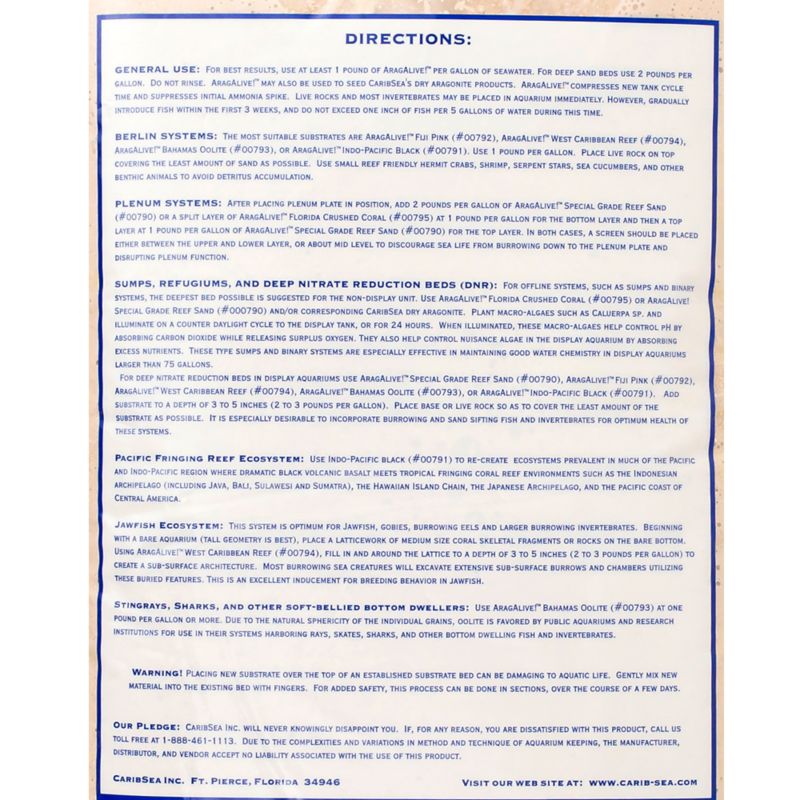 DIRECTIONS:
GENERAL USE: FOR BEST RESULTS, USE AT LEAST 1 POUND OF ARAGALIVE!™ PER GALLON OF SEAWATER. FOR DEEP SAND BEDS USE 2 POUNDS PER
GALLON. DO NOT RINSE. ARAGALIVE!™ MAY ALSO BE USED TO SEED CARIBSEA'S DRY ARAGONITE PRODUCTS. ARAGALIVE!™ COMPRESSES NEW TANK CYCLE
TIME AND SUPPRESSES INITIAL AMMONIA SPIKE. LIVE ROCKS AND MOST INVERTEBRATES MAY BE PLACED IN AQUARIUM IMMEDIATELY. HOWEVER, GRADUALLY
INTRODUCE FISH WITHIN THE FIRST 3 WEEKS, AND DO NOT EXCEED ONE INCH OF FISH PER 5 GALLONS OF WATER DURING THIS TIME.
BERLIN SYSTEMS: THE MOST SUITABLE SUBSTRATES ARE ARAGALIVE!™ FIJI PINK (#00792), ARAGALIVE!™ WEST CARIBBEAN REEF (#00794),
ARAGALIVE!™ BAHAMAS OOLITE (#00793), OR ARAGALIVE!™ INDO-PACIFIC BLACK (#00791). USE 1 POUND PER GALLON. PLACE LIVE ROCK ON TOP
COVERING THE LEAST AMOUNT OF SAND AS POSSIBLE. USE SMALL REEF FRIENDLY HERMIT CRABS, SHRIMP, SERPENT STARS, SEA CUCUMBERS, AND OTHER
BENTHIC ANIMALS TO AVOID DETRITUS ACCUMULATION.
PLENUM SYSTEMS: AFTER PLACING PLENUM PLATE IN POSITION, ADD 2 POUNDS PER GALLON OF ARAGALIVE!™ SPECIAL GRADE REEF SAND
(#00790) OR A SPLIT LAYER OF ARAGALIVE!™ FLORIDA CRUSHED CORAL (#00795) AT 1 POUND PER GALLON FOR THE BOTTOM LAYER AND THEN A TOP
LAYER AT 1 POUND PER GALLON OF ARAGALIVE!™ SPECIAL GRADE REEF SAND (#00790) FOR THE TOP LAYER. IN BOTH CASES, A SCREEN SHOULD BE PLACED
EITHER BETWEEN THE UPPER AND LOWER LAYER, OR ABOUT MID LEVEL TO DISCOURAGE SEA LIFE FROM BURROWING DOWN TO THE PLENUM PLATE AND
DISRUPTING PLENUM FUNCTION.
SUMPS, REFUGIUMS, AND DEEP NITRATE REDUCTION BEDS (DNR): FOR OFFLINE SYSTEMS, SUCH AS SUMPS AND BINARY
SYSTEMS, THE DEEPEST BED POSSIBLE IS SUGGESTED FOR THE NON-DISPLAY UNIT. USE ARAGALIVE!™ FLORIDA CRUSHED CORAL (#00795) OR ARAGALIVE!
SPECIAL GRADE REEF SAND (#000790) AND/OR CORRESPONDING CARIBSEA DRY ARAGONITE. PLANT MACRO-ALGAES SUCH AS CALUERPA SP. AND
ILLUMINATE ON A COUNTER DAYLIGHT CYCLE TO THE DISPLAY TANK, OR FOR 24 HOURS. WHEN ILLUMINATED, THESE MACRO-ALGAES HELP CONTROL PH BY
ABSORBING CARBON DIOXIDE WHILE RELEASING SURPLUS OXYGEN. THEY ALSO HELP CONTROL NUISANCE ALGAE IN THE DISPLAY AQUARIUM BY ABSORBING
EXCESS NUTRIENTS. THESE TYPE SUMPS AND BINARY SYSTEMS ARE ESPECIALLY EFFECTIVE IN MAINTAINING GOOD WATER CHEMISTRY IN DISPLAY AQUARIUMS
LARGER THAN 75 GALLONS.
FOR DEEP NITRATE REDUCTION BEDS IN DISPLAY AQUARIUMS USE ARAGALIVE!™ SPECIAL GRADE REEF SAND (#00790), ARAGALIVE!™ FIJI PINK (#00792),
ARAGALIVE!™ WEST CARIBBEAN REEF (#00794), ARAGALIVE!™ BAHAMAS OOLITE (#00793), OR ARAGALIVE!™ INDO-PACIFIC BLACK (#00791). ADD
SUBSTRATE TO A DEPTH OF 3 TO 5 INCHES (2 TO 3 POUNDS PER GALLON). PLACE BASE OR LIVE ROCK SO AS TO COVER THE LEAST AMOUNT OF THE
SUBSTRATE AS POSSIBLE. IT IS ESPECIALLY DESIRABLE TO INCORPORATE BURROWING AND SAND SIFTING FISH AND INVERTEBRATES FOR OPTIMUM HEALTH OF
THESE SYSTEMS.
PACIFIC FRINGING REEF ECOSYSTEM: USE INDO-PACIFIC BLACK (#00791) TO RE-CREATE ECOSYSTEMS PREVALENT IN MUCH OF THE PACIFIC
AND INDO-PACIFIC REGION WHERE DRAMATIC BLACK VOLCANIC BASALT MEETS TROPICAL FRINGING CORAL REEF ENVIRONMENTS SUCH AS THE INDONESIAN
ARCHIPELAGO (INCLUDING JAVA, BALI, SULAWESI AND SUMATRA), THE HAWAIIAN ISLAND CHAIN, THE JAPANESE ARCHIPELAGO, AND THE PACIFIC COAST OF
CENTRAL AMERICA.
JAWFISH ECOSYSTEM: THIS SYSTEM IS OPTIMUM FOR JAWFISH, GOBIES, BURROWING EELS AND LARGER BURROWING INVERTEBRATES. BEGINNING
WITH A BARE AQUARIUM (TALL GEOMETRY IS BEST), PLACE A LATTICEWORK OF MEDIUM SIZE CORAL SKELETAL FRAGMENTS OR ROCKS ON THE BARE BOTTOM.
USING ARAGALIVE!™ WEST CARIBBEAN REEF (#00794), FILL IN AND AROUND THE LATTICE TO A DEPTH OF 3 TO 5 INCHES (2 TO 3 POUNDS PER GALLON) TO
CREATE A SUB-SURFACE ARCHITECTURE. MOST BURROWING SEA CREATURES WILL EXCAVATE EXTENSIVE SUB-SURFACE BURROWS AND CHAMBERS UTILIZING
THESE BURIED FEATURES. THIS IS AN EXCELLENT INDUCEMENT FOR BREEDING BEHAVIOR IN JAWFISH.
STINGRAYS, SHARKS, AND OTHER SOFT-BELLIED BOTTOM DWELLERS: USE ARAGALIVE!™ BAHAMAS OOLITE (#00793) AT ONE
POUND PER GALLON OR MORE. DUE TO THE NATURAL SPHERICITY OF THE INDIVIDUAL GRAINS, OOLITE IS FAVORED BY PUBLIC AQUARIUMS AND RESEARCH
INSTITUTIONS FOR USE IN THEIR SYSTEMS HARBORING RAYS, SKATES, SHARKS, AND OTHER BOTTOM DWELLING FISH AND INVERTEBRATES.
WARNING! PLACING NEW SUBSTRATE OVER THE TOP OF AN ESTABLISHED SUBSTRATE BED CAN BE DAMAGING TO AQUATIC LIFE. GENTLY MIX NEW
MATERIAL INTO THE EXISTING BED WITH FINGERS. FOR ADDED SAFETY, THIS PROCESS CAN BE DONE IN SECTIONS, OVER THE COURSE OF A FEW DAYS.
OUR PLEDGE: CARIBSEA INC. WILL NEVER KNOWINGLY DISAPPOINT YOU. IF, FOR ANY REASON, YOU ARE DISSATISFIED WITH THIS PRODUCT, CALL US
TOLL FREE AT 1-888-461-1113. DUE TO THE COMPLEXITIES AND VARIATIONS IN METHOD AND TECHNIQUE OF AQUARIUM KEEPING, THE MANUFACTURER,
DISTRIBUTOR, AND VENDOR ACCEPT NO LIABILITY ASSOCIATED WITH THE USE OF THIS PRODUCT.
CARIBSEA INC. FT. PIERCE, FLORIDA 34946 VISIT OUR WEB SITE AT: WWW.CARIB-SEA.COM